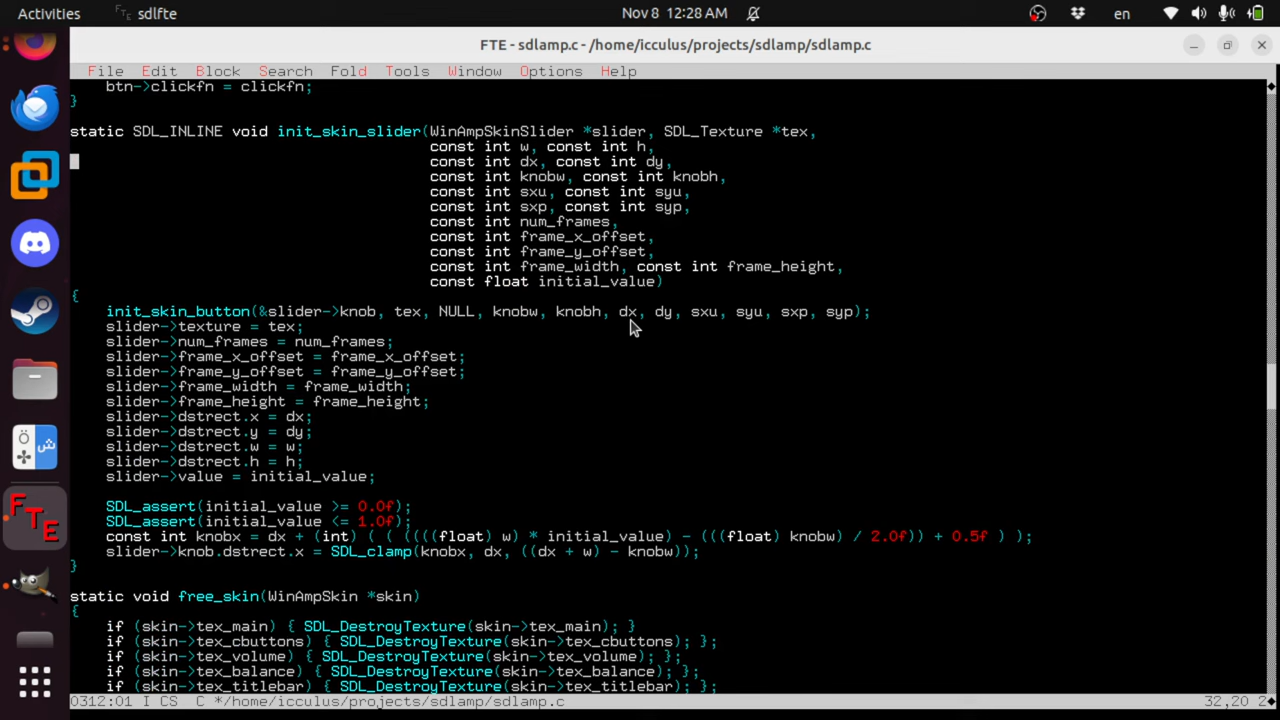 Activities
sdlfte
Nov 8 12:28 AM
en
FTE - sdlamp.c - /home/icculus/projects/sdlamp/sdlamp.c
File Edit Block Search Fold Tools Window Options Help
btn->clickfn = clickfn;
}
static SDL_INLINE void init_skin_slider(WinAmpSkinSlider *slider, SDL_Texture *tex,
const int w, const int h,
const int dx, const int dy,
const int knobw, const int knobh,
const int sxu, const int syu,
const int sxp, const int syp,
const int num_frames,
const int frame_x_offset,
const int frame_y_offset,
const int frame_width, const int frame_height,
const float initial_value)
{
init_skin_button(&slider->knob, tex, NULL, knobw, knobh, dx, dy, sxu, syu, sxp, syp);
slider->texture = tex;
slider->num_frames = num_frames;
slider->frame_x_offset = frame_x_offset;
slider->frame_y_offset = frame_y_offset;
slider->frame_width = frame_width;
slider->frame_height = frame_height;
slider->dstrect.x = dx;
slider->dstrect.y = dy;
slider->dstrect.w = w;
slider->dstrect.h = h;
slider->value = initial_value;
SDL_assert(initial_value >= 0.0f);
SDL_assert(initial_value <= 1.0f);
const int knobx = dx + (int) ( ( ((((float) w) * initial_value) - (((float) knobw) / 2.0f)) + 0.5f ) );
slider->knob.dstrect.x = SDL_clamp(knobx, dx, ((dx + w) - knobw));
}
static void free_skin(WinAmpSkin *skin)
{
if (skin->tex_main) { SDL_DestroyTexture(skin->tex_main); }
if (skin->tex_cbuttons) { SDL_DestroyTexture(skin->tex_cbuttons); };
if (skin->tex_volume) { SDL_DestroyTexture(skin->tex_volume); };
if (skin->tex_balance) { SDL_DestroyTexture(skin->tex_balance); };
if (skin->tex_titlebar) { SDL_DestroyTexture(skin->tex_titlebar); };
FTE
0312:01 I CS C */home/icculus/projects/sdlamp/sdlamp.c
32,20 2